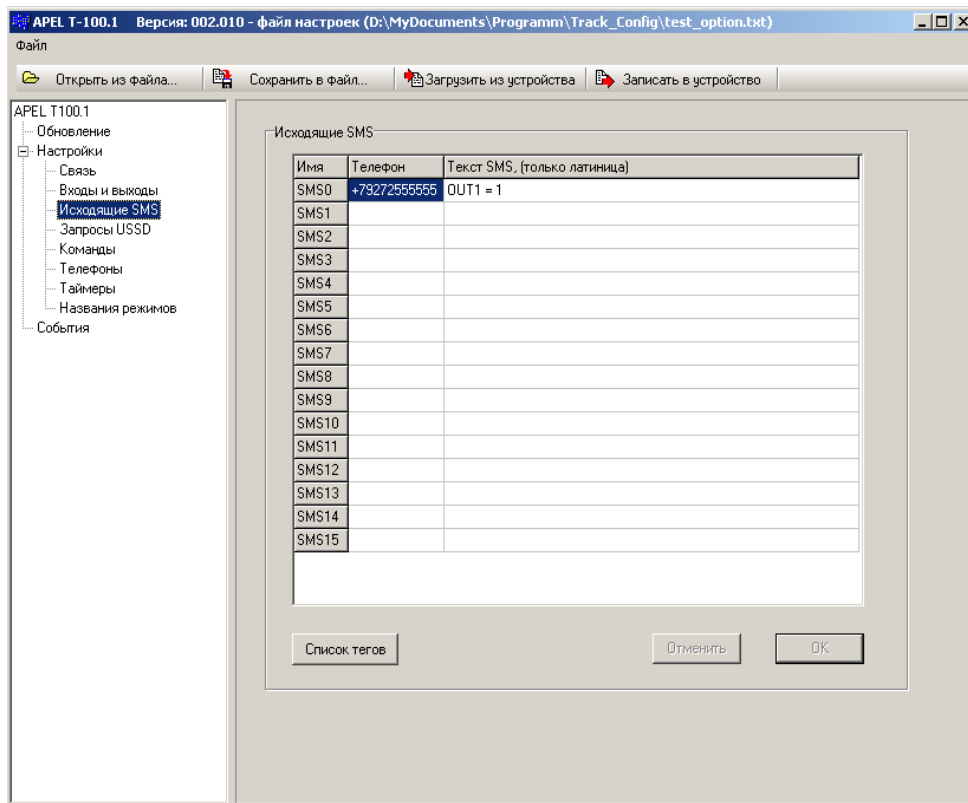 APEL T-100.1 Версия: 002.010 - файл настроек (D:\MyDocuments\Programm\Track_Config\test_option.txt)
Файл
Открыть из файла... Сохранить в файл... Загрузить из устройства Записать в устройство
APEL T100.1
Обновление
Настройки
Связь
Входы и выходы
Исходящие SMS
Запросы USSD
Команды
Телефоны
Таймеры
Названия режимов
События
Исходящие SMS
Имя Телефон Текст SMS, (только латиница)
SMS0 +79272555555 OUT1 = 1
SMS1
SMS2
SMS3
SMS4
SMS5
SMS6
SMS7
SMS8
SMS9
SMS10
SMS11
SMS12
SMS13
SMS14
SMS15
Список тегов Отменить OK